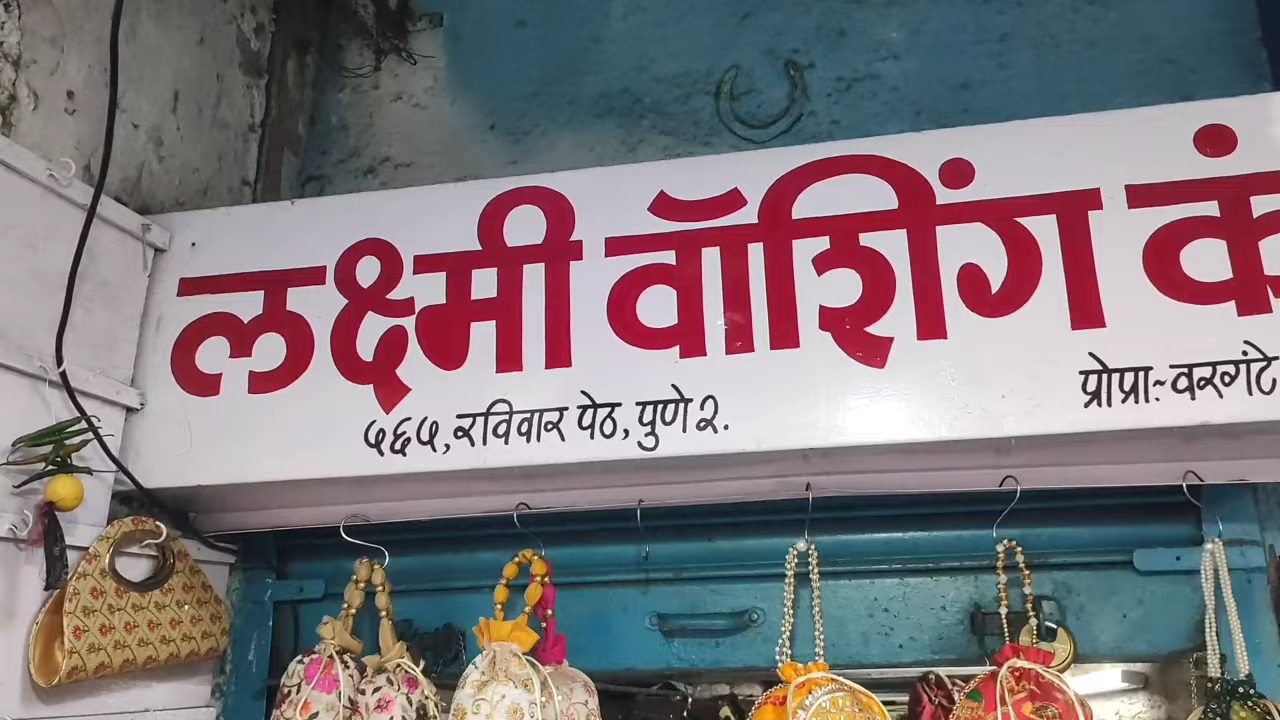 लक्ष्मी वॉशिंग कं
५६५, रविवार पेठ, पुणे २.
प्रोप्रा:~ वरगंटे